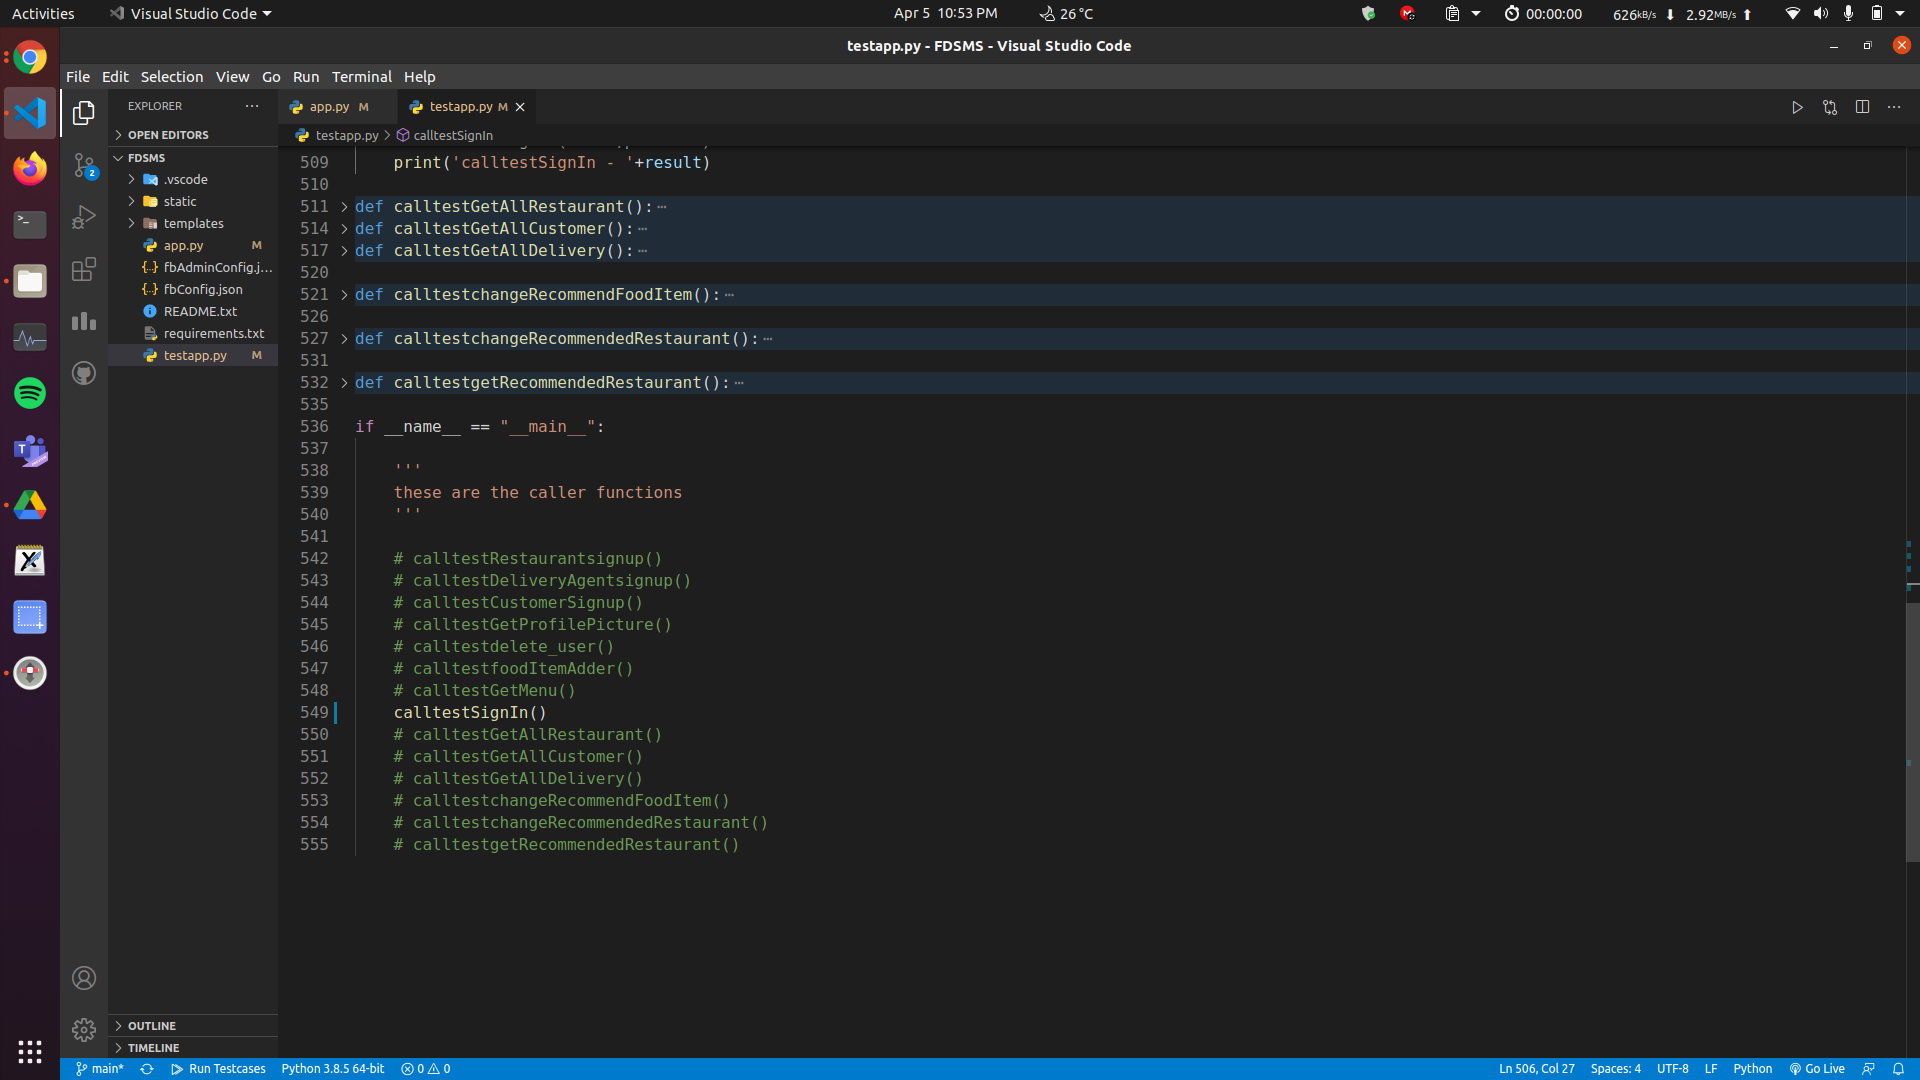 Activities
Visual Studio Code
Apr 5 10:53 PM
26 °C
00:00:00
626kB/s
2.92MB/s
testapp.py - FDSMS - Visual Studio Code
File Edit Selection View Go Run Terminal Help
EXPLORER
app.py M
testapp.py M
OPEN EDITORS
testapp.py > calltestSignIn
FDSMS
.vscode
static
templates
app.py M
fbAdminConfig.j...
fbConfig.json
README.txt
requirements.txt
testapp.py M
2
509 print('calltestSignIn - '+result)
510
511 def calltestGetAllRestaurant():…
514 def calltestGetAllCustomer():…
517 def calltestGetAllDelivery():…
520
521 def calltestchangeRecommendFoodItem():…
526
527 def calltestchangeRecommendedRestaurant():…
531
532 def calltestgetRecommendedRestaurant():…
535
536 if __name__ == "__main__":
537
538 '''
539 these are the caller functions
540 '''
541
542 # calltestRestaurantsignup()
543 # calltestDeliveryAgentsignup()
544 # calltestCustomerSignup()
545 # calltestGetProfilePicture()
546 # calltestdelete_user()
547 # calltestfoodItemAdder()
548 # calltestGetMenu()
549 calltestSignIn()
550 # calltestGetAllRestaurant()
551 # calltestGetAllCustomer()
552 # calltestGetAllDelivery()
553 # calltestchangeRecommendFoodItem()
554 # calltestchangeRecommendedRestaurant()
555 # calltestgetRecommendedRestaurant()
OUTLINE
TIMELINE
main* Run Testcases Python 3.8.5 64-bit 0 0 Ln 506, Col 27 Spaces: 4 UTF-8 LF Python Go Live